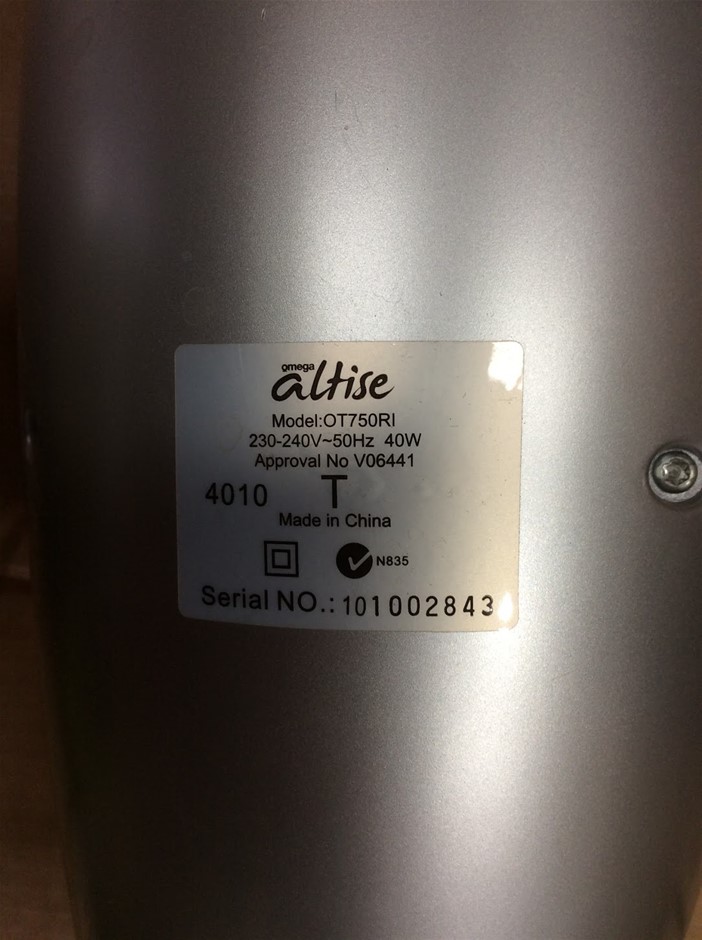 omega
altise
Model:OT750RI
230-240V~50Hz 40W
Approval No V06441
4010 T
Made in China
N835
Serial NO.: 101002843